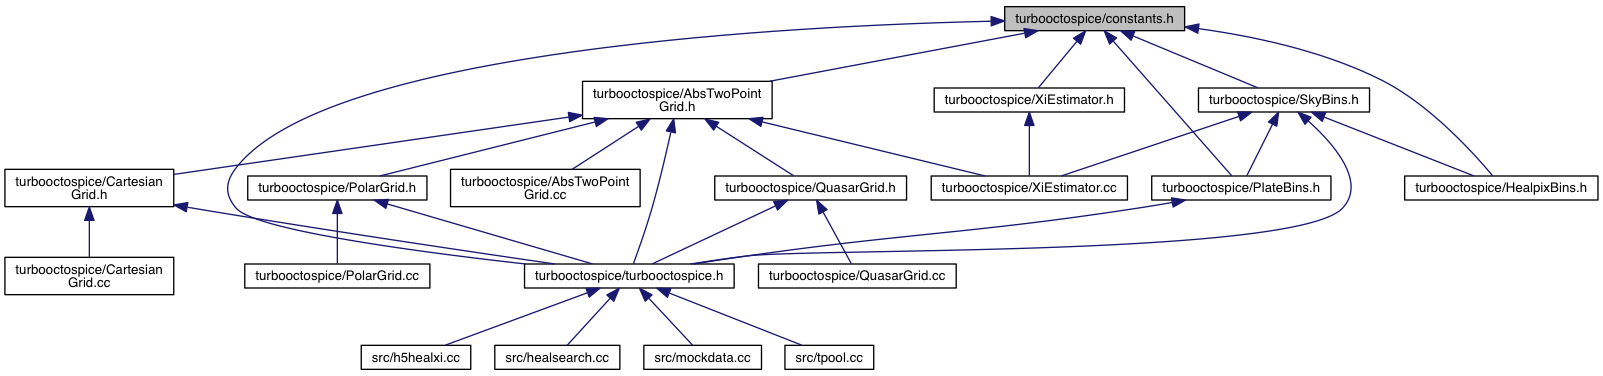 turbooctospice/constants.h
turbooctospice/AbsTwoPoint
Grid.h
turbooctospice/XiEstimator.h
turbooctospice/SkyBins.h
turbooctospice/Cartesian
Grid.h
turbooctospice/PolarGrid.h
turbooctospice/AbsTwoPoint
Grid.cc
turbooctospice/QuasarGrid.h
turbooctospice/XiEstimator.cc
turbooctospice/PlateBins.h
turbooctospice/HealpixBins.h
turbooctospice/Cartesian
Grid.cc
turbooctospice/PolarGrid.cc
turbooctospice/turbooctospice.h
turbooctospice/QuasarGrid.cc
src/h5healxi.cc
src/healsearch.cc
src/mockdata.cc
src/tpool.cc